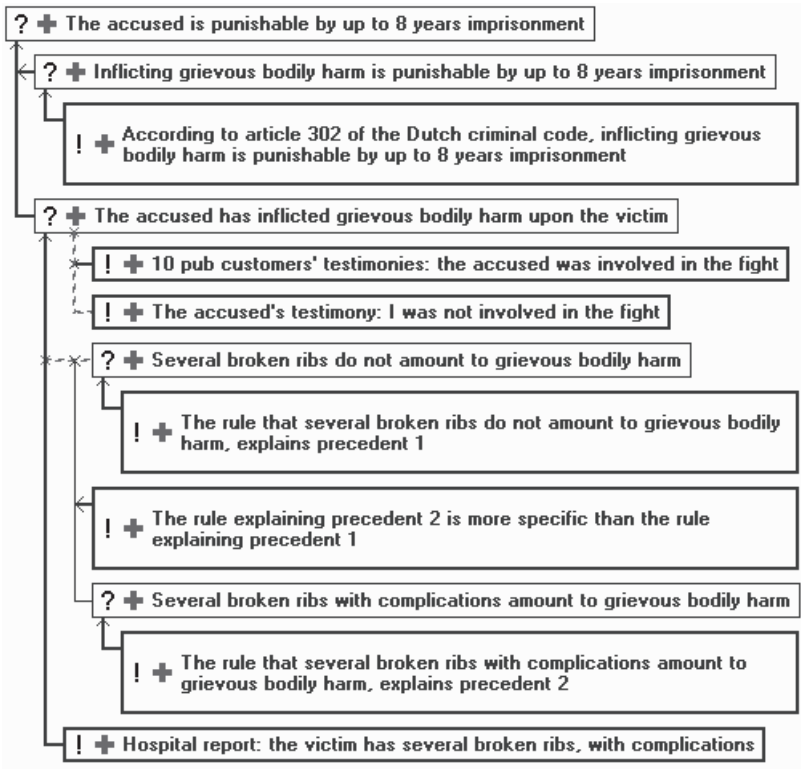 ? + The accused is punishable by up to 8 years imprisonment
? + Inflicting grievous bodily harm is punishable by up to 8 years imprisonment
! + According to article 302 of the Dutch criminal code, inflicting grievous
bodily harm is punishable by up to 8 years imprisonment
? + The accused has inflicted grievous bodily harm upon the victim
! + 10 pub customers' testimonies: the accused was involved in the fight
! + The accused's testimony: I was not involved in the fight
? + Several broken ribs do not amount to grievous bodily harm
! + The rule that several broken ribs do not amount to grievous bodily
harm, explains precedent 1
! + The rule explaining precedent 2 is more specific than the rule
explaining precedent 1
? + Several broken ribs with complications amount to grievous bodily harm
! + The rule that several broken ribs with complications amount to
grievous bodily harm, explains precedent 2
! + Hospital report: the victim has several broken ribs, with complications